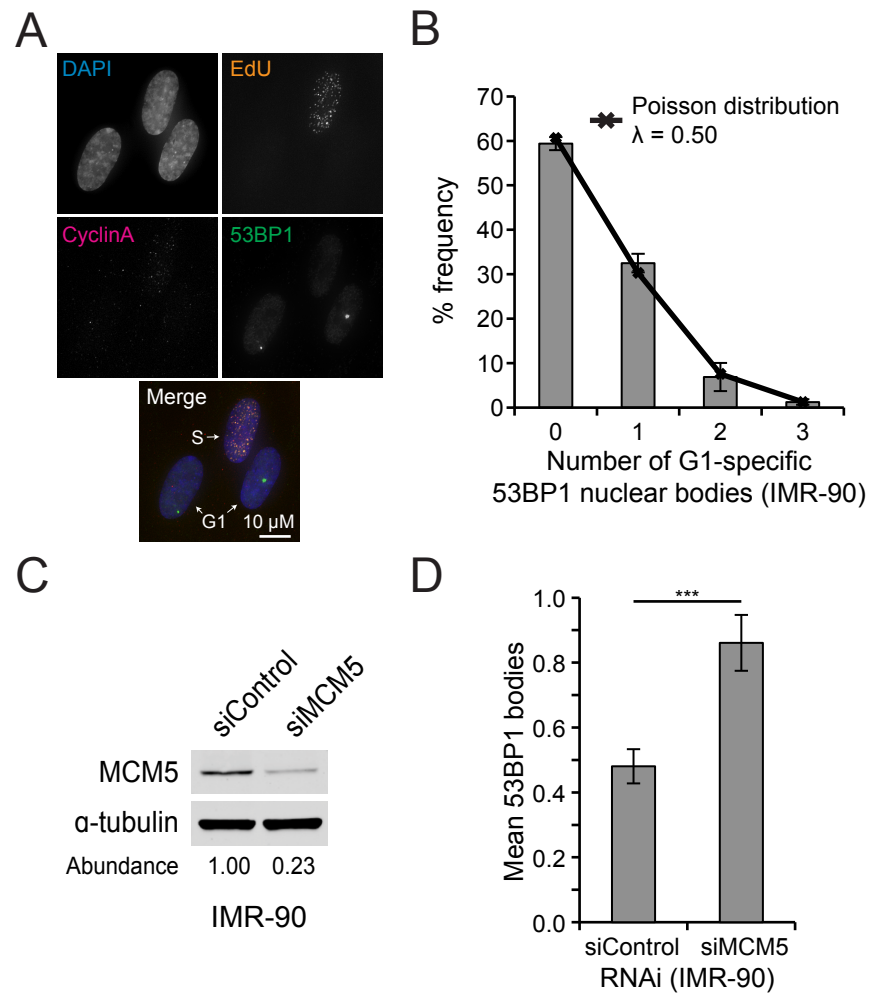 A
DAPI
EdU
CyclinA
53BP1
Merge
S
G1
10 µM
B
70
60
50
40
30
20
10
0
% frequency
Poisson distribution
λ = 0.50
0 1 2 3
Number of G1-specific
53BP1 nuclear bodies (IMR-90)
C
siControl
siMCM5
MCM5
α-tubulin
Abundance 1.00 0.23
IMR-90
D
1.0
0.8
0.6
0.4
0.2
0.0
Mean 53BP1 bodies
***
siControl siMCM5
RNAi (IMR-90)